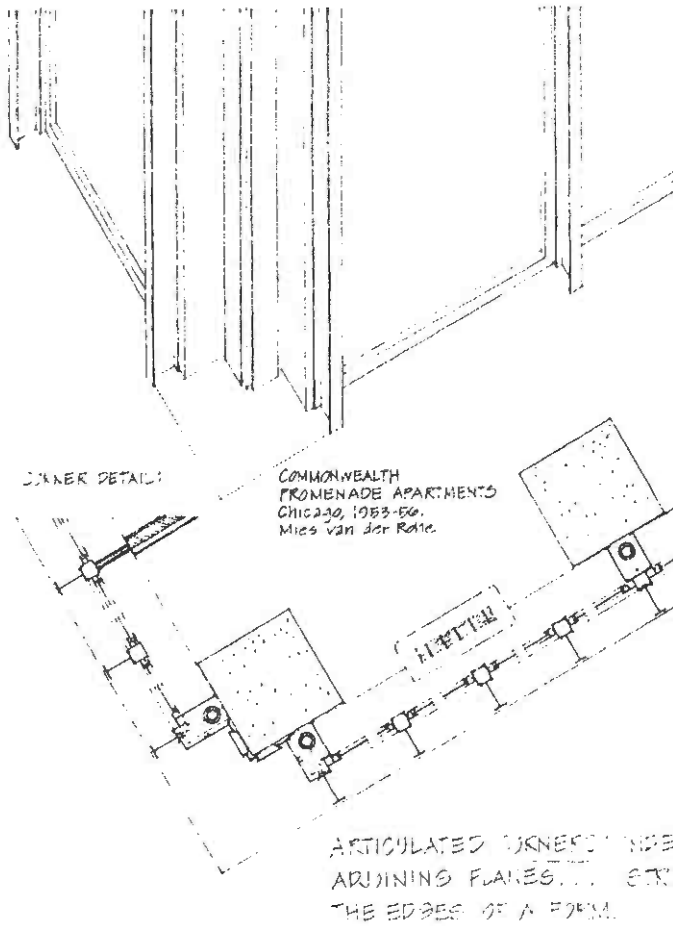 CORNER DETAIL:
COMMONWEALTH
PROMENADE APARTMENTS
Chicago, 1953-56.
Mies van der Rohe
ARTICULATED CORNERS
ADJOINING PLANES
THE EDGES OF A FORM.